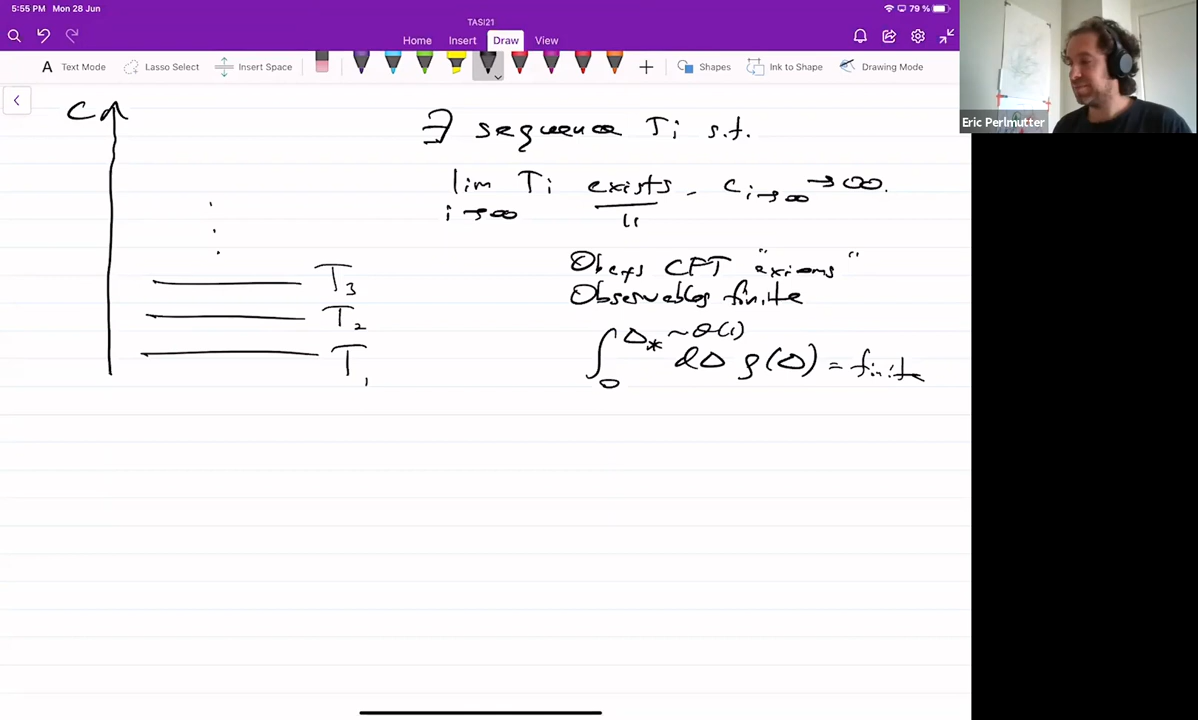 5:55 PM Mon 28 Jun
79 %
TASI21
Home Insert Draw View
A Text Mode Lasso Select Insert Space Shapes Ink to Shape Drawing Mode
Eric Perlmutter
C
∃ sequence Ti s.t.
lim Ti exists. c i→∞ → ∞.
i→∞
Obeys CFT "axioms"
Observables finite
∫₀^Δ* ~ O(1) dΔ ρ(Δ) = finite
T₃
T₂
T₁